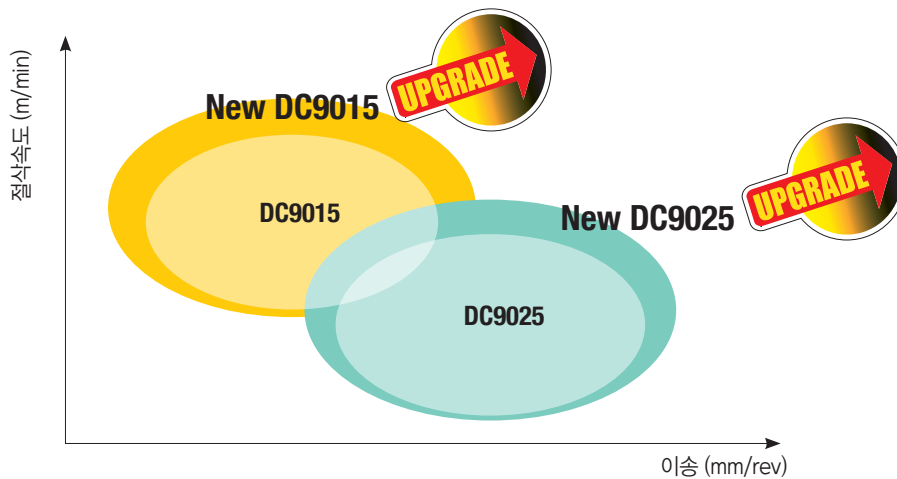 UPGRADE
New DC9015
절삭속도 (m/min)
UPGRADE
DC9015
New DC9025
DC9025
이송 (mm/rev)